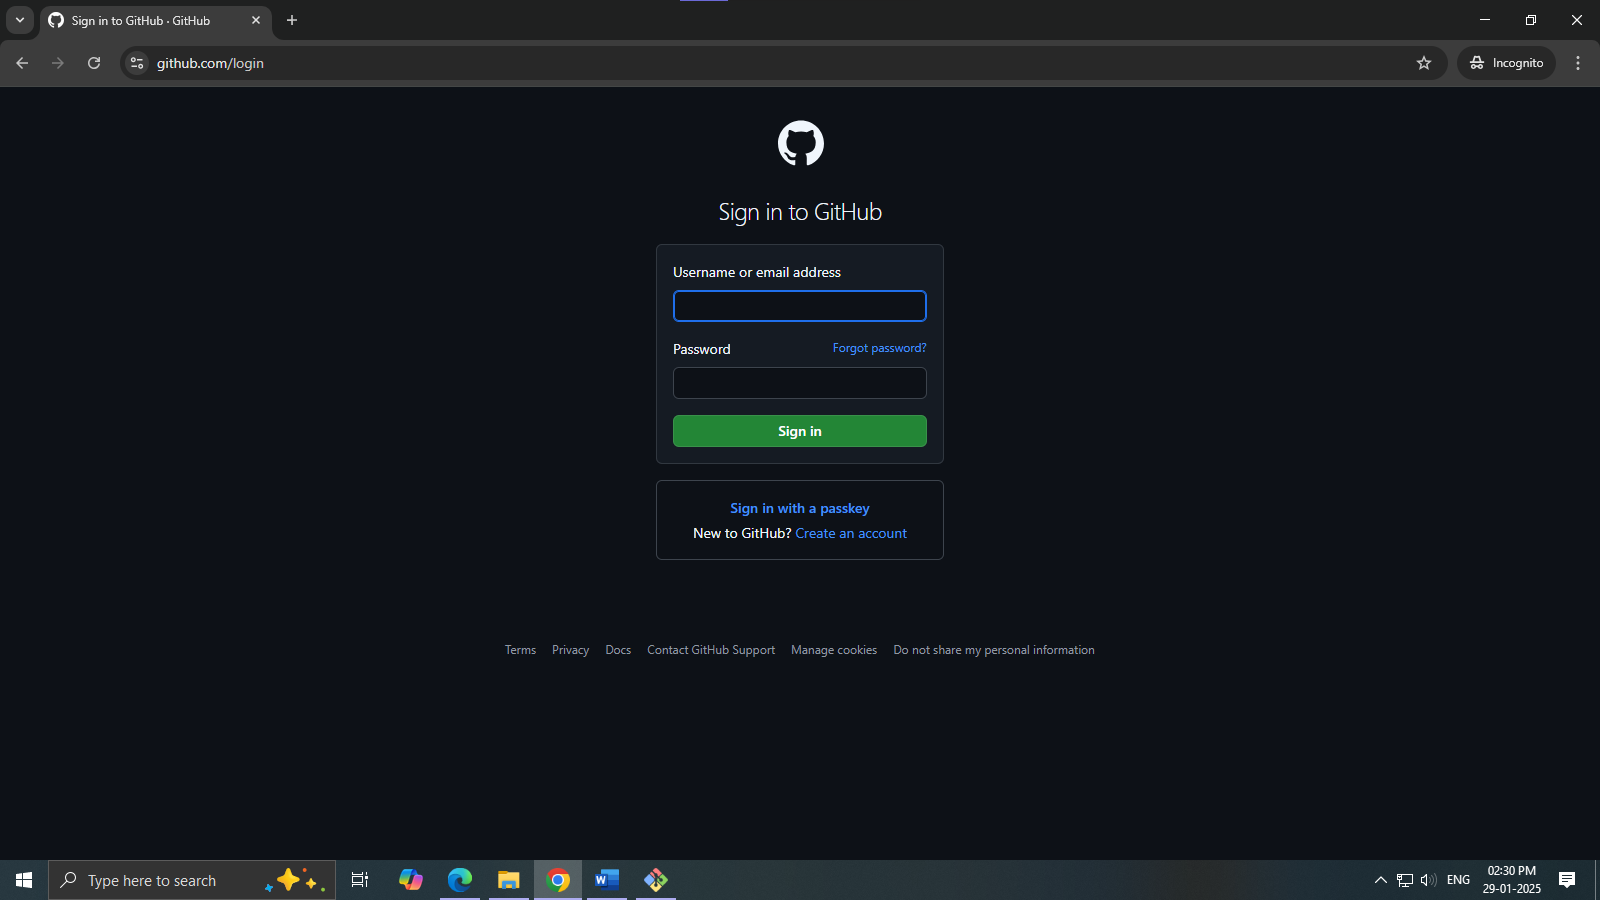 Sign in to GitHub · GitHub
github.com/login
Incognito
Sign in to GitHub
Username or email address
Password
Forgot password?
Sign in
Sign in with a passkey
New to GitHub? Create an account
Terms Privacy Docs Contact GitHub Support Manage cookies Do not share my personal information
Type here to search
W
ENG
02:30 PM
29-01-2025